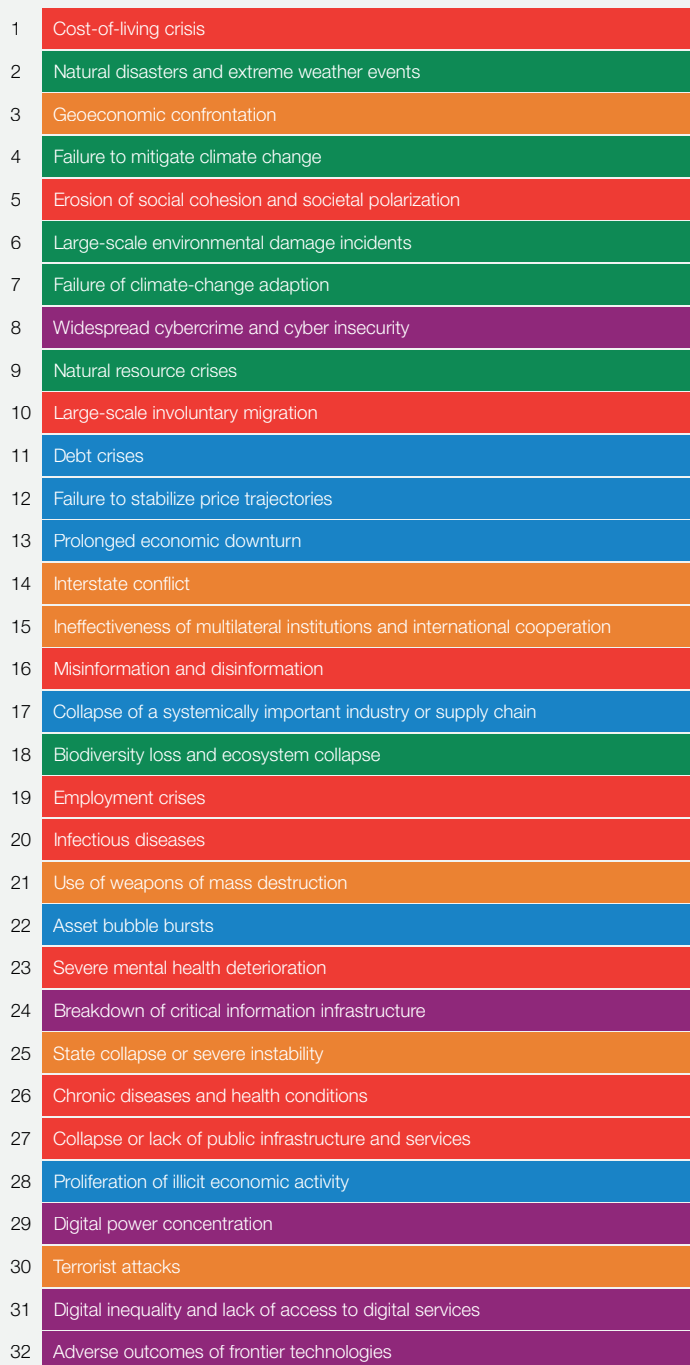 1 Cost-of-living crisis
2 Natural disasters and extreme weather events
3 Geoeconomic confrontation
4 Failure to mitigate climate change
5 Erosion of social cohesion and societal polarization
6 Large-scale environmental damage incidents
7 Failure of climate-change adaption
8 Widespread cybercrime and cyber insecurity
9 Natural resource crises
10 Large-scale involuntary migration
11 Debt crises
12 Failure to stabilize price trajectories
13 Prolonged economic downturn
14 Interstate conflict
15 Ineffectiveness of multilateral institutions and international cooperation
16 Misinformation and disinformation
17 Collapse of a systemically important industry or supply chain
18 Biodiversity loss and ecosystem collapse
19 Employment crises
20 Infectious diseases
21 Use of weapons of mass destruction
22 Asset bubble bursts
23 Severe mental health deterioration
24 Breakdown of critical information infrastructure
25 State collapse or severe instability
26 Chronic diseases and health conditions
27 Collapse or lack of public infrastructure and services
28 Proliferation of illicit economic activity
29 Digital power concentration
30 Terrorist attacks
31 Digital inequality and lack of access to digital services
32 Adverse outcomes of frontier technologies